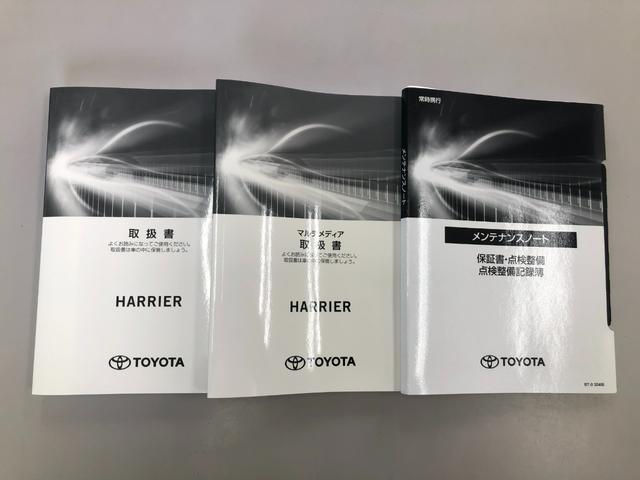 取扱書
よくお読みになってご使用ください。
取扱書は車の中に保管しましょう。
HARRIER
TOYOTA
マルチメディア
取扱書
よくお読みになってご使用ください。
取扱書は車の中に保管しましょう。
HARRIER
TOYOTA
常時携行
メンテナンスノート
メンテナンスノート
保証書・点検整備
点検整備記録簿
TOYOTA